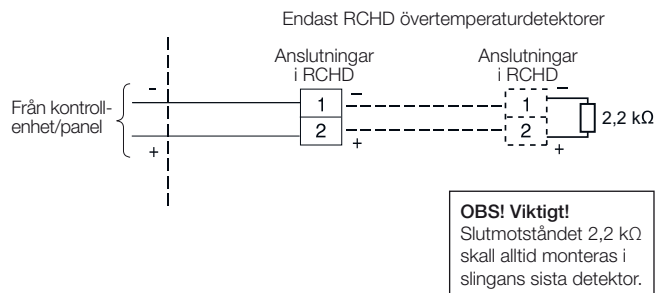 Endast RCHD övertemperaturdetektorer
Anslutningar
i RCHD
Anslutningar
i RCHD
Från kontroll-
enhet/panel
-
+
1
2
-
+
1
2
-
+
2,2 kΩ
OBS! Viktigt!
Slutmotståndet 2,2 kΩ
skall alltid monteras i
slingans sista detektor.